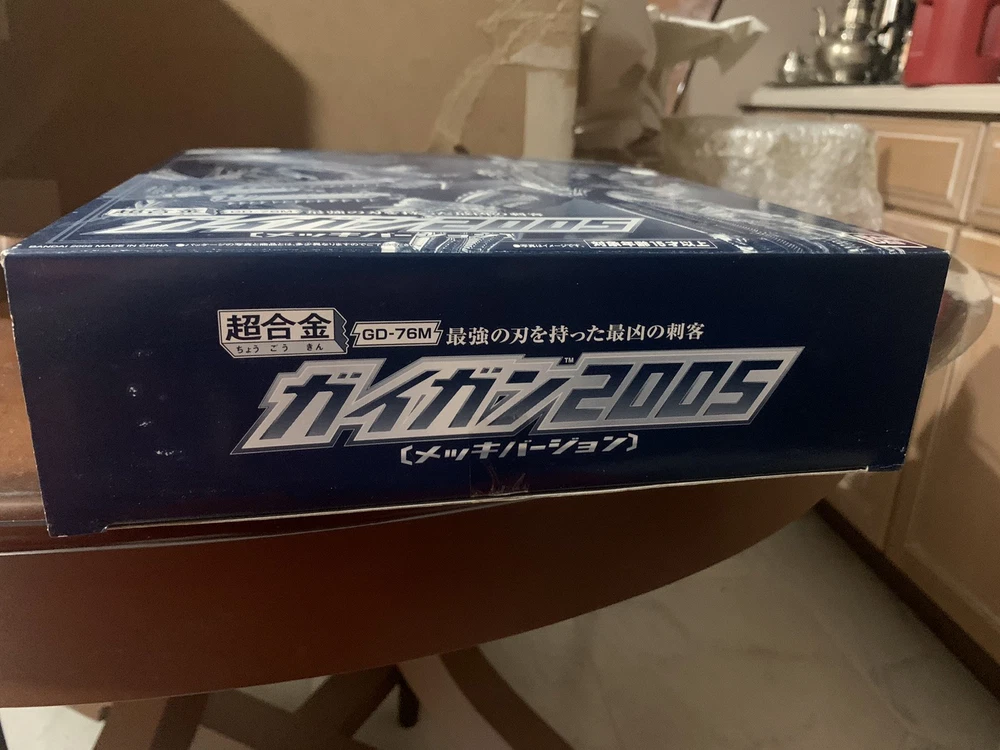 BANDAI 2005 MADE IN CHINA
超合金
ちょう ごう きん
GD-76M
最強の刃を持った最凶の刺客
ガイガン™2005
〔メッキバージョン〕